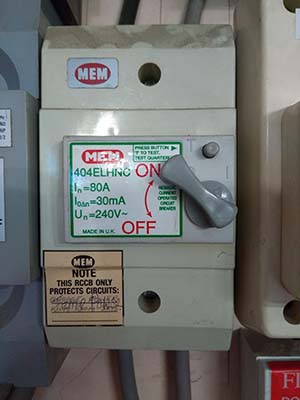 MEM
MEM
PRESS BUTTON
'T' TO TEST.
TEST QUARTERLY
404ELHNC
ON
T
In=80A
I∆n=30mA
Un=240V~
RESIDUAL
CURRENT
OPERATED
CIRCUIT
BREAKER
MADE IN U.K.
OFF
MEM
NOTE
THIS RCCB ONLY
PROTECTS CIRCUITS: